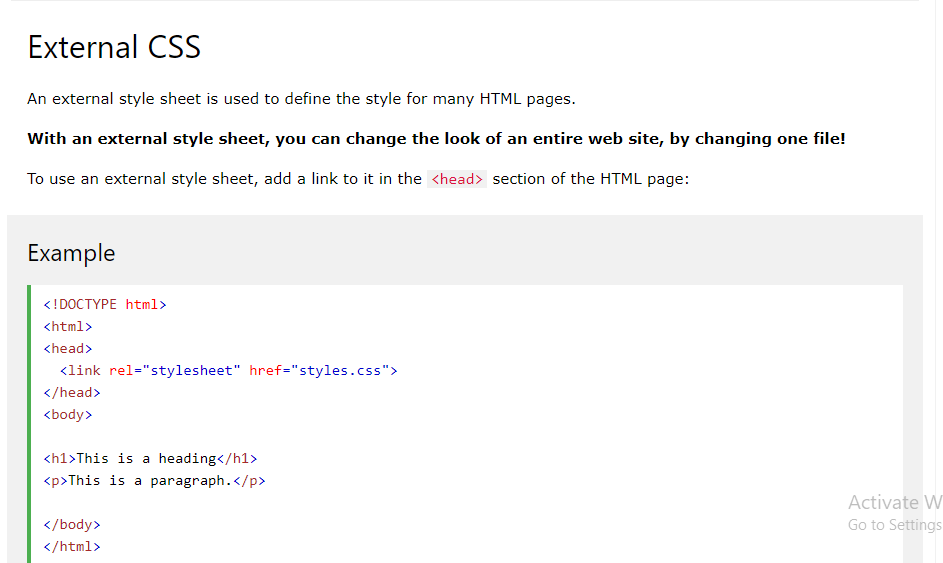 External CSS
An external style sheet is used to define the style for many HTML pages.
With an external style sheet, you can change the look of an entire web site, by changing one file!
To use an external style sheet, add a link to it in the <head> section of the HTML page:
Example
<!DOCTYPE html>
<html>
<head>
  <link rel="stylesheet" href="styles.css">
</head>
<body>

<h1>This is a heading</h1>
<p>This is a paragraph.</p>

</body>
</html>
Activate W
Go to Settings